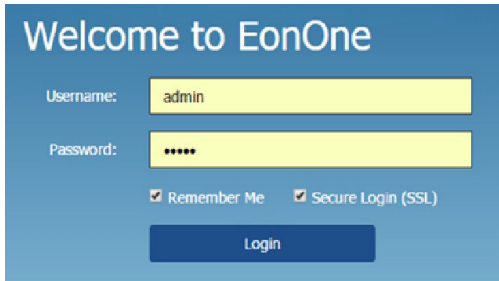 Welcome to EonOne
Username: admin
Password: •••••
Remember Me Secure Login (SSL)
Login